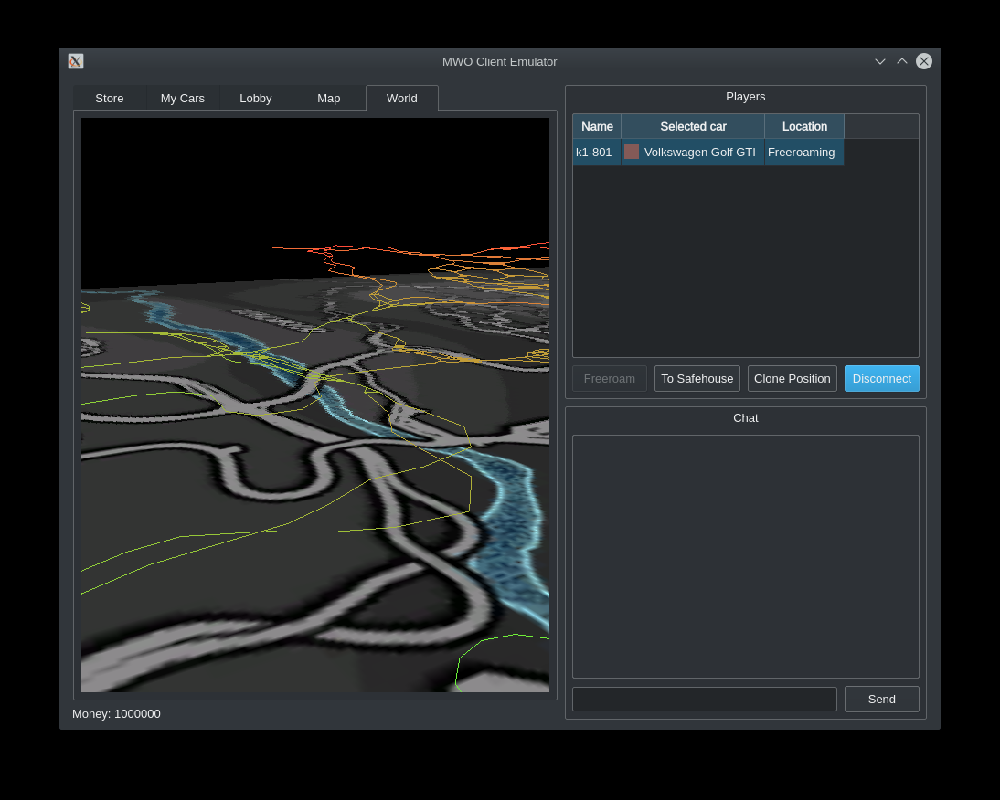 MWO Client Emulator
Store My Cars Lobby Map World
Players
Name Selected car Location
k1-801 Volkswagen Golf GTI Freeroaming
Freeroam To Safehouse Clone Position Disconnect
Chat
Send
Money: 1000000